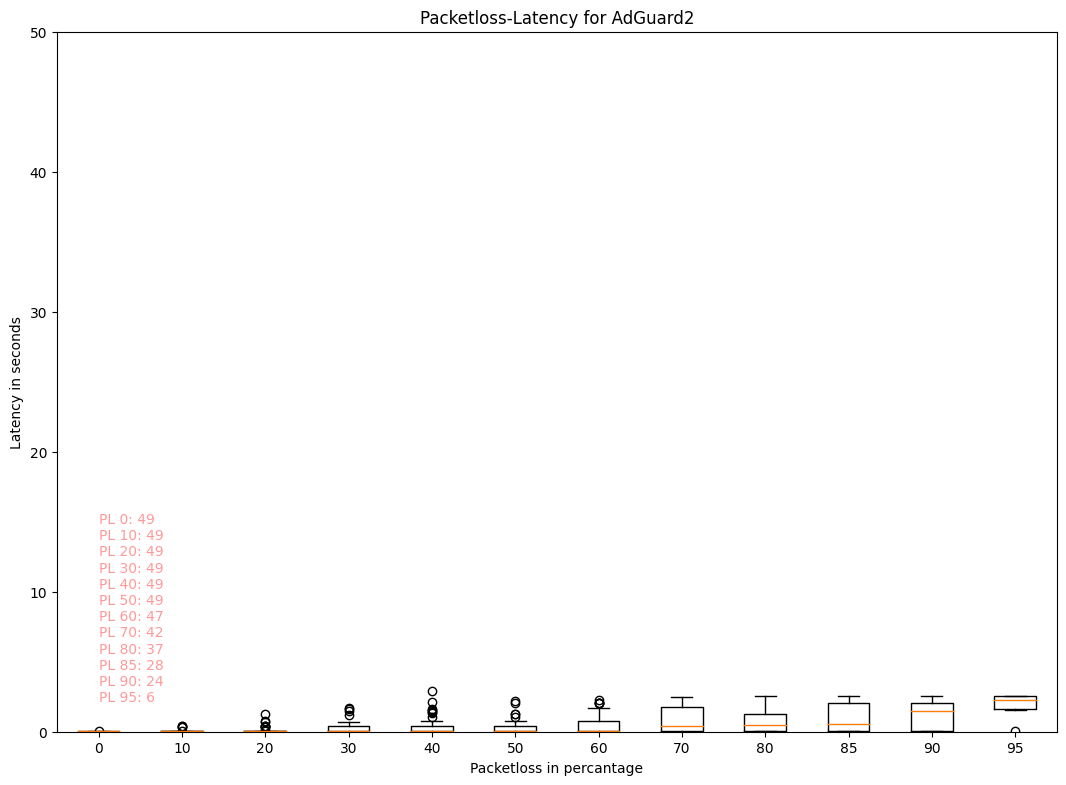 Packetloss-Latency for AdGuard2
50
40
30
20
10
0
Latency in seconds
PL 0: 49
PL 10: 49
PL 20: 49
PL 30: 49
PL 40: 49
PL 50: 49
PL 60: 47
PL 70: 42
PL 80: 37
PL 85: 28
PL 90: 24
PL 95: 6
0 10 20 30 40 50 60 70 80 85 90 95
Packetloss in percantage